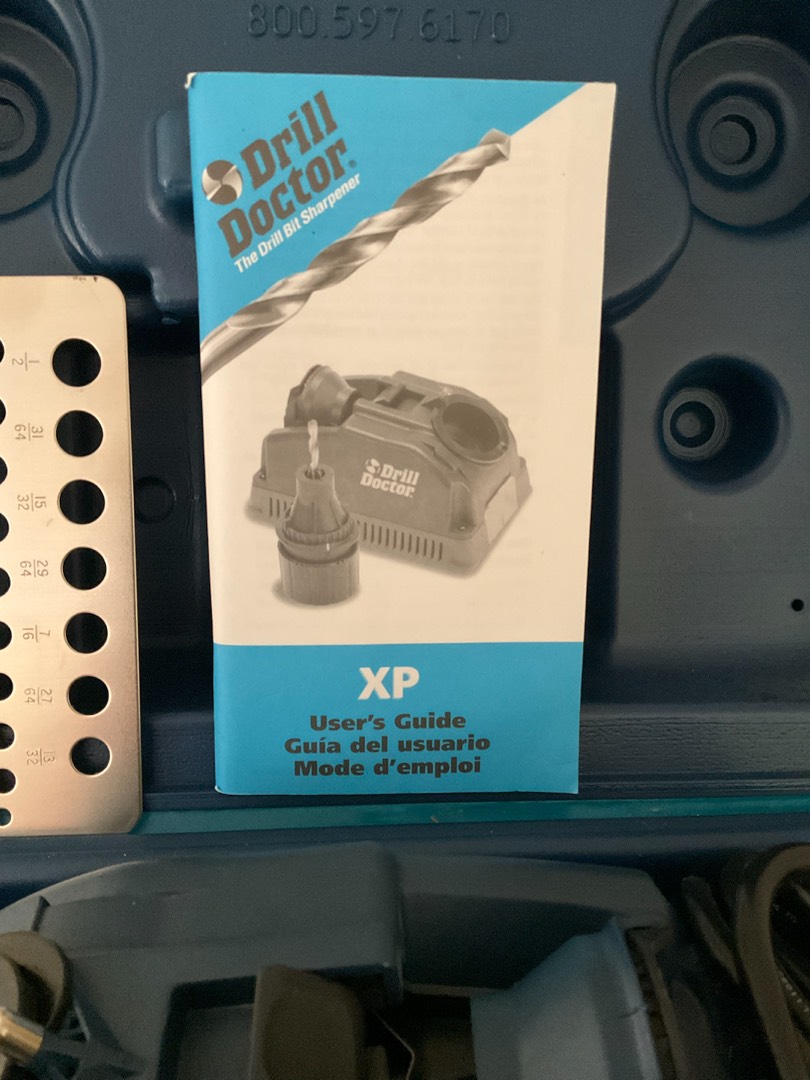 800.597.6170
Drill
Doctor®
The Drill Bit Sharpener
Drill
Doctor
XP
User's Guide
Guía del usuario
Mode d'emploi
1/2
31/64
15/32
29/64
7/16
27/64
13/32